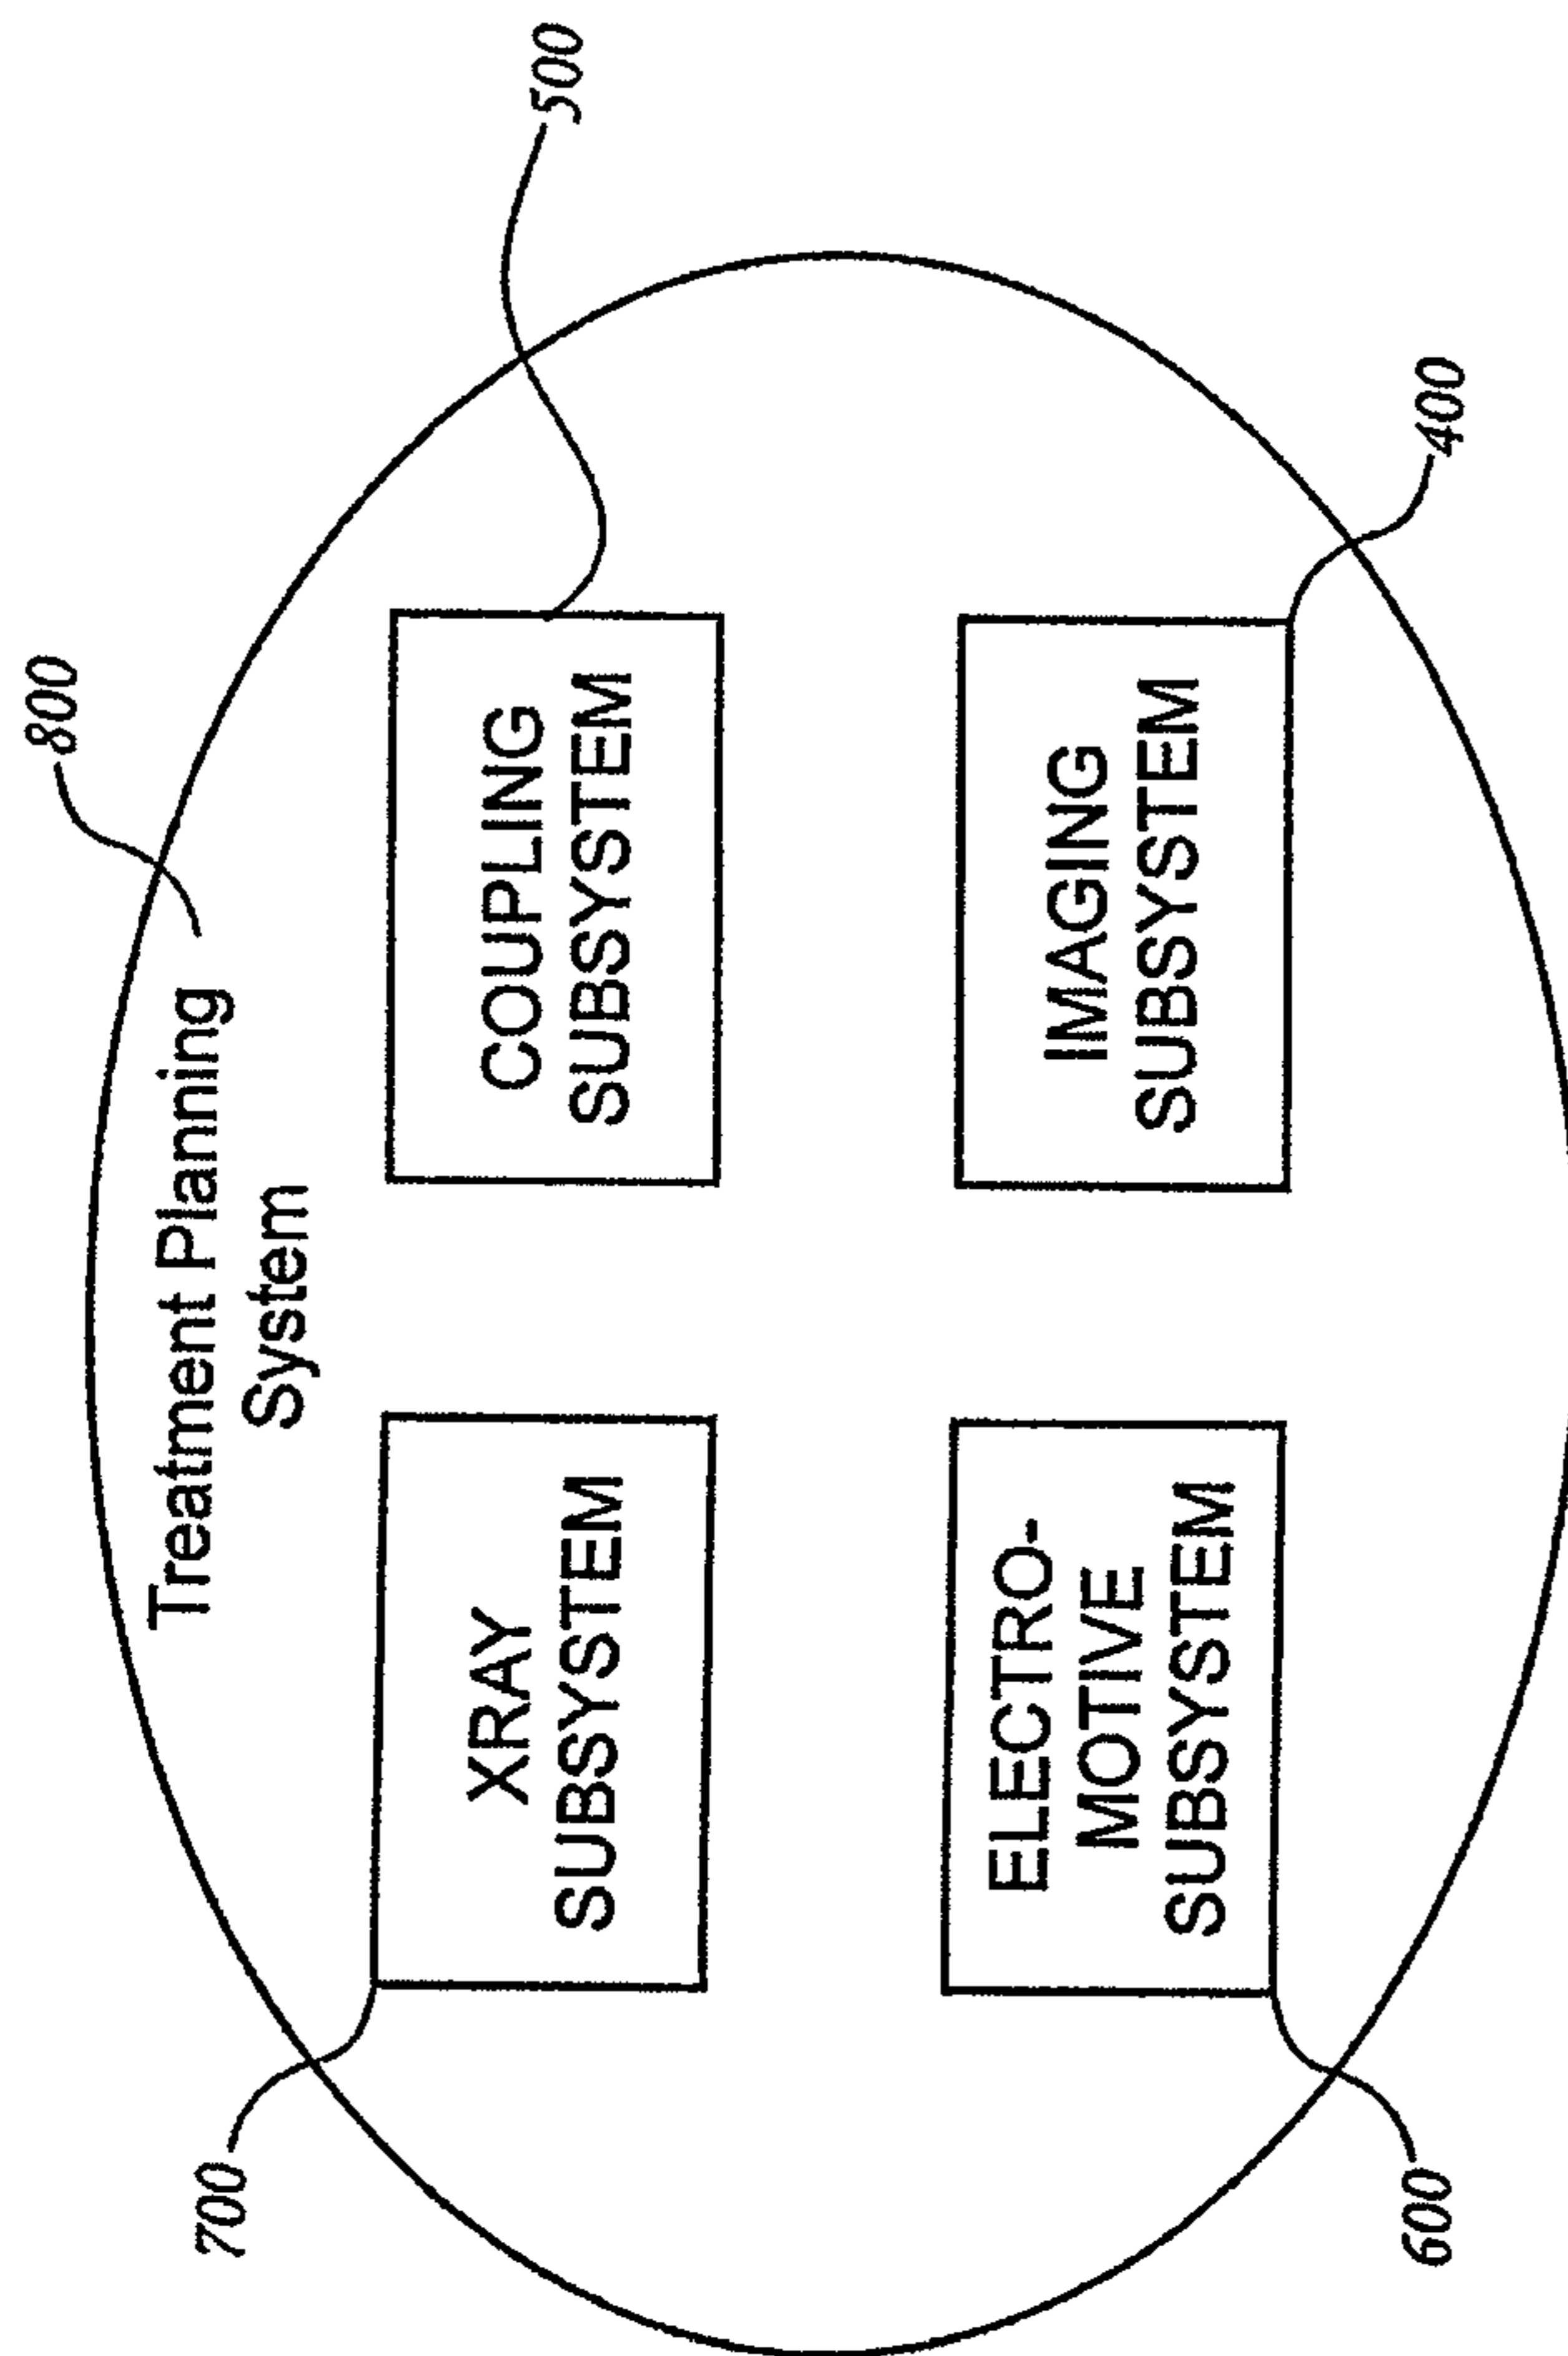 800
Treatment Planning
System
500
700
XRAY
SUBSYSTEM
COUPLING
SUBSYSTEM
ELECTRO-
MOTIVE
SUBSYSTEM
IMAGING
SUBSYSTEM
600
400